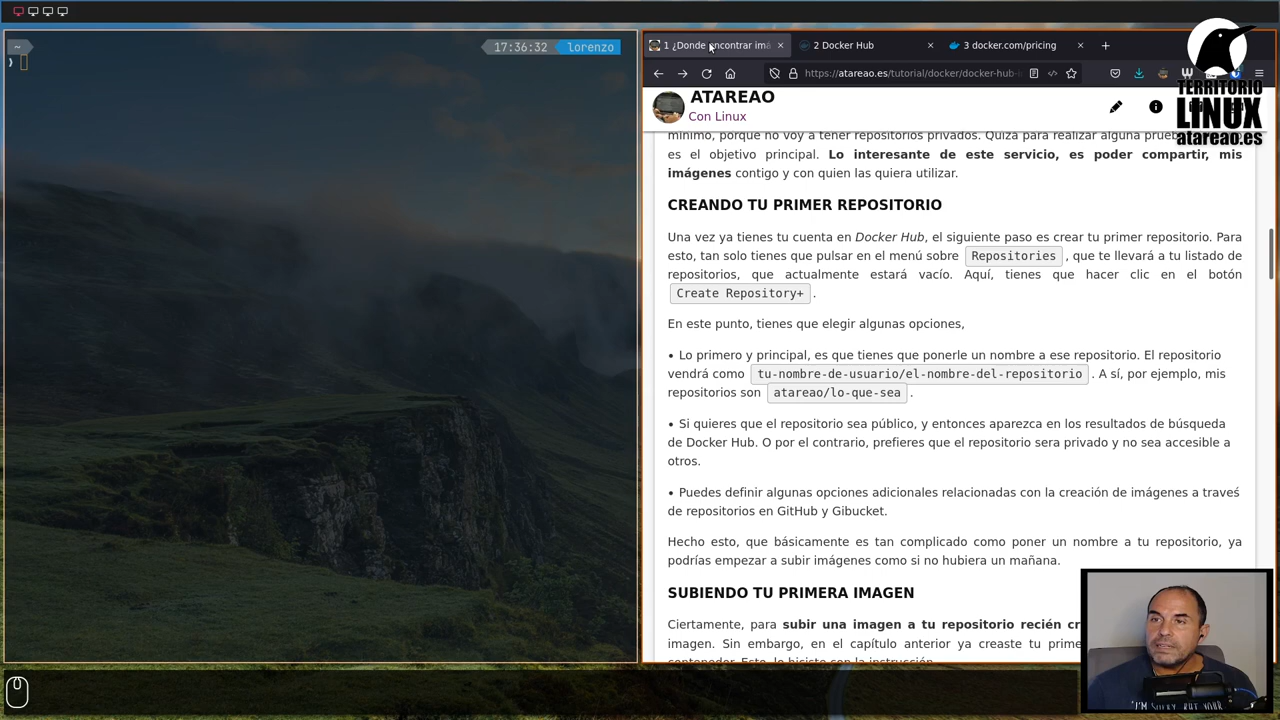 ~
17:36:32
lorenzo
1 ¿Donde encontrar imá
2 Docker Hub
3 docker.com/pricing
https://atareao.es/tutorial/docker/docker-hub-
TERRITORIO
LINUX
atareao.es
ATAREAO
Con Linux
mínimo, porque no voy a tener repositorios privados. Quizá para realizar alguna
es el objetivo principal. Lo interesante de este servicio, es poder compartir, mis
imágenes contigo y con quien las quiera utilizar.
CREANDO TU PRIMER REPOSITORIO
Una vez ya tienes tu cuenta en Docker Hub, el siguiente paso es crear tu primer repositorio. Para
esto, tan solo tienes que pulsar en el menú sobre Repositories , que te llevará a tu listado de
repositorios, que actualmente estará vacío. Aquí, tienes que hacer clic en el botón
Create Repository+ .
En este punto, tienes que elegir algunas opciones,
• Lo primero y principal, es que tienes que ponerle un nombre a ese repositorio. El repositorio
vendrá como tu-nombre-de-usuario/el-nombre-del-repositorio . A sí, por ejemplo, mis
repositorios son atareao/lo-que-sea .
• Si quieres que el repositorio sea público, y entonces aparezca en los resultados de búsqueda
de Docker Hub. O por el contrario, prefieres que el repositorio sera privado y no sea accesible a
otros.
• Puedes definir algunas opciones adicionales relacionadas con la creación de imágenes a traveś
de repositorios en GitHub y Gibucket.
Hecho esto, que básicamente es tan complicado como poner un nombre a tu repositorio, ya
podrías empezar a subir imágenes como si no hubiera un mañana.
SUBIENDO TU PRIMERA IMAGEN
Ciertamente, para subir una imagen a tu repositorio recién
imagen. Sin embargo, en el capítulo anterior ya creaste tu
contenedor. Esto, lo hiciste con la instrucción
I'M SORRY, BUT YOUR